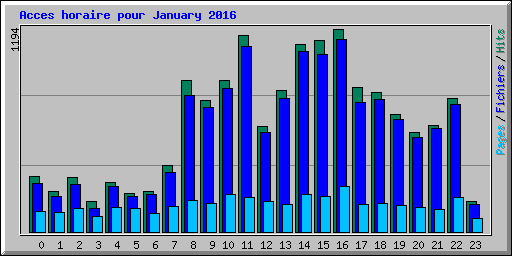 Acces horaire pour January 2016
1194
Pages / Fichiers / Hits
0 1 2 3 4 5 6 7 8 9 10 11 12 13 14 15 16 17 18 19 20 21 22 23